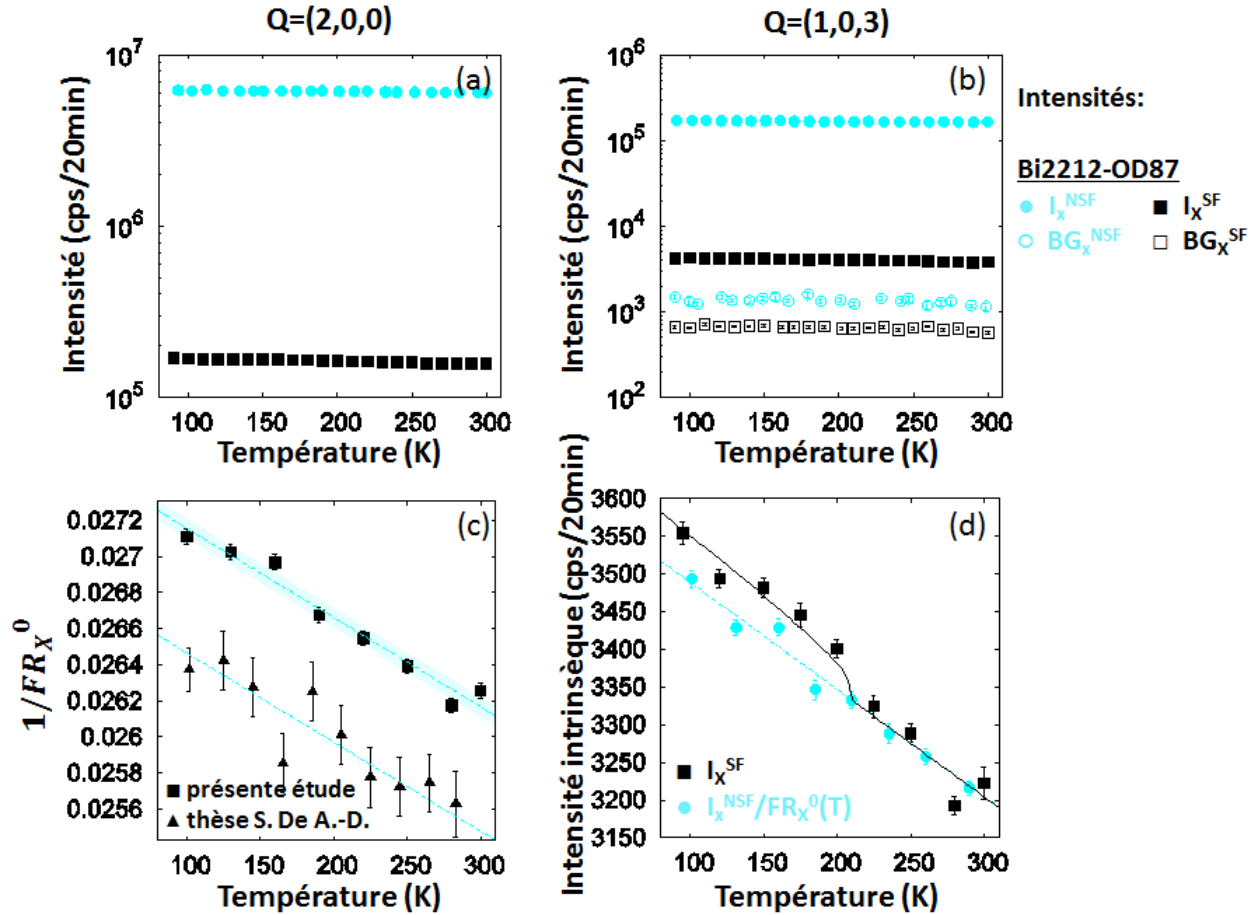 Q=(2,0,0)
Q=(1,0,3)
Intensité (cps/20min)
10^7
10^6
10^5
(a)
100 150 200 250 300
Température (K)
Intensité (cps/20min)
10^6
10^5
10^4
10^3
10^2
(b)
100 150 200 250 300
Température (K)
Intensités:
Bi2212-OD87
I_x^NSF
I_X^SF
BG_x^NSF
BG_X^SF
1/FR_X^0
0.0272
0.027
0.0268
0.0266
0.0264
0.0262
0.026
0.0258
0.0256
(c)
présente étude
thèse S. De A.-D.
100 150 200 250 300
Température (K)
Intensité intrinsèque (cps/20min)
3600
3550
3500
3450
3400
3350
3300
3250
3200
3150
(d)
I_X^SF
I_x^NSF/FR_X^0(T)
100 150 200 250 300
Température (K)